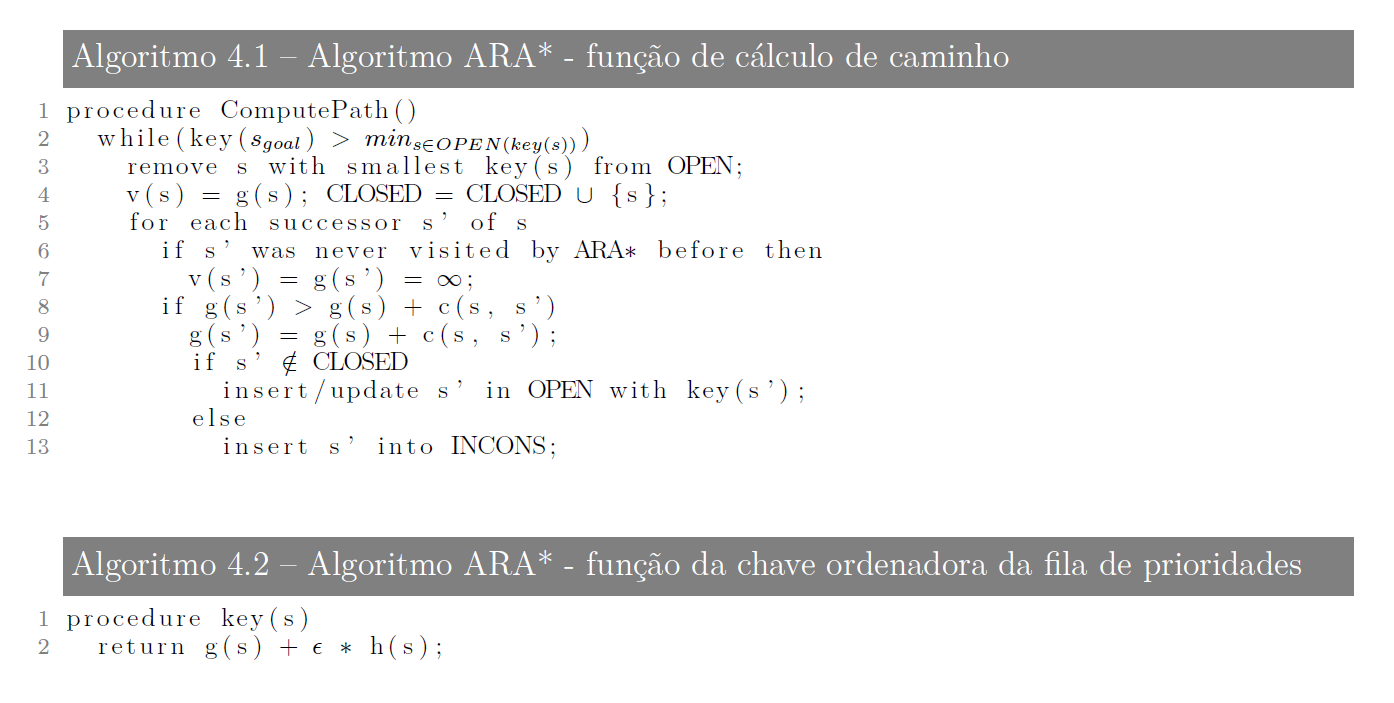 Algoritmo 4.1 – Algoritmo ARA* - função de cálculo de caminho
1 procedure ComputePath()
2 while(key(s_goal) > min_{s∈OPEN(key(s))})
3 remove s with smallest key(s) from OPEN;
4 v(s) = g(s); CLOSED = CLOSED ∪ {s};
5 for each successor s' of s
6 if s' was never visited by ARA* before then
7 v(s') = g(s') = ∞;
8 if g(s') > g(s) + c(s, s')
9 g(s') = g(s) + c(s, s');
10 if s' ∉ CLOSED
11 insert/update s' in OPEN with key(s');
12 else
13 insert s' into INCONS;
Algoritmo 4.2 – Algoritmo ARA* - função da chave ordenadora da fila de prioridades
1 procedure key(s)
2 return g(s) + ϵ * h(s);